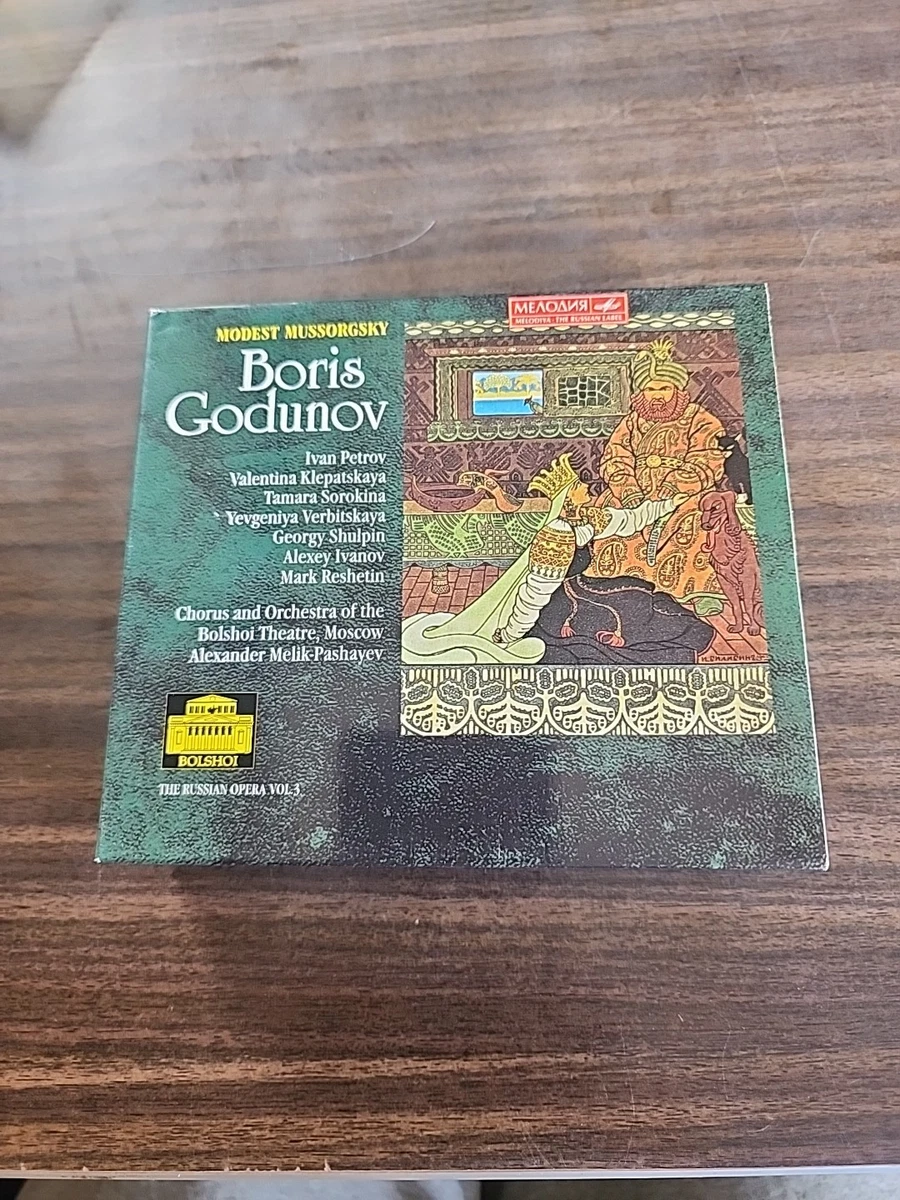 МЕЛОДИЯ
MELODIYA · THE RUSSIAN LABEL
MODEST MUSSORGSKY
Boris
Godunov
Ivan Petrov
Valentina Klepatskaya
Tamara Sorokina
Yevgeniya Verbitskaya
Georgy Shulpin
Alexey Ivanov
Mark Reshetin
Chorus and Orchestra of the
Bolshoi Theatre, Moscow
Alexander Melik-Pashayev
BOLSHOI
THE RUSSIAN OPERA VOL 3